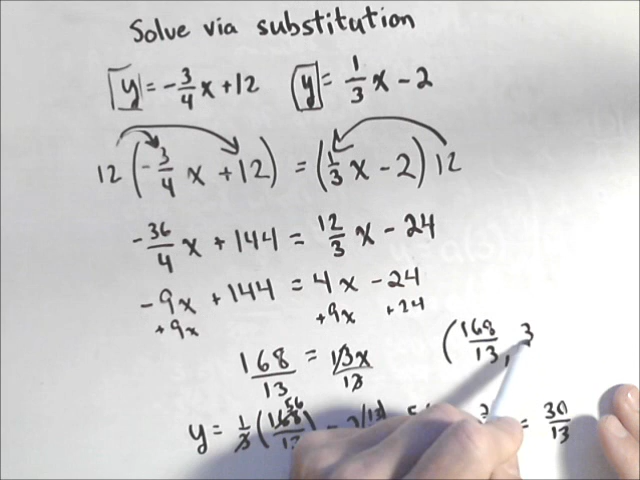 Solve via substitution
y = -3/4 x + 12   y = 1/3 x - 2
12 (-3/4 x + 12) = (1/3 x - 2) 12
-36/4 x + 144 = 12/3 x - 24
-9x + 144 = 4x - 24
+9x   +9x   +24
168/13 = 13x/13
(168/13, 3
y = 1/3 (168/13) 56 - = 30/13